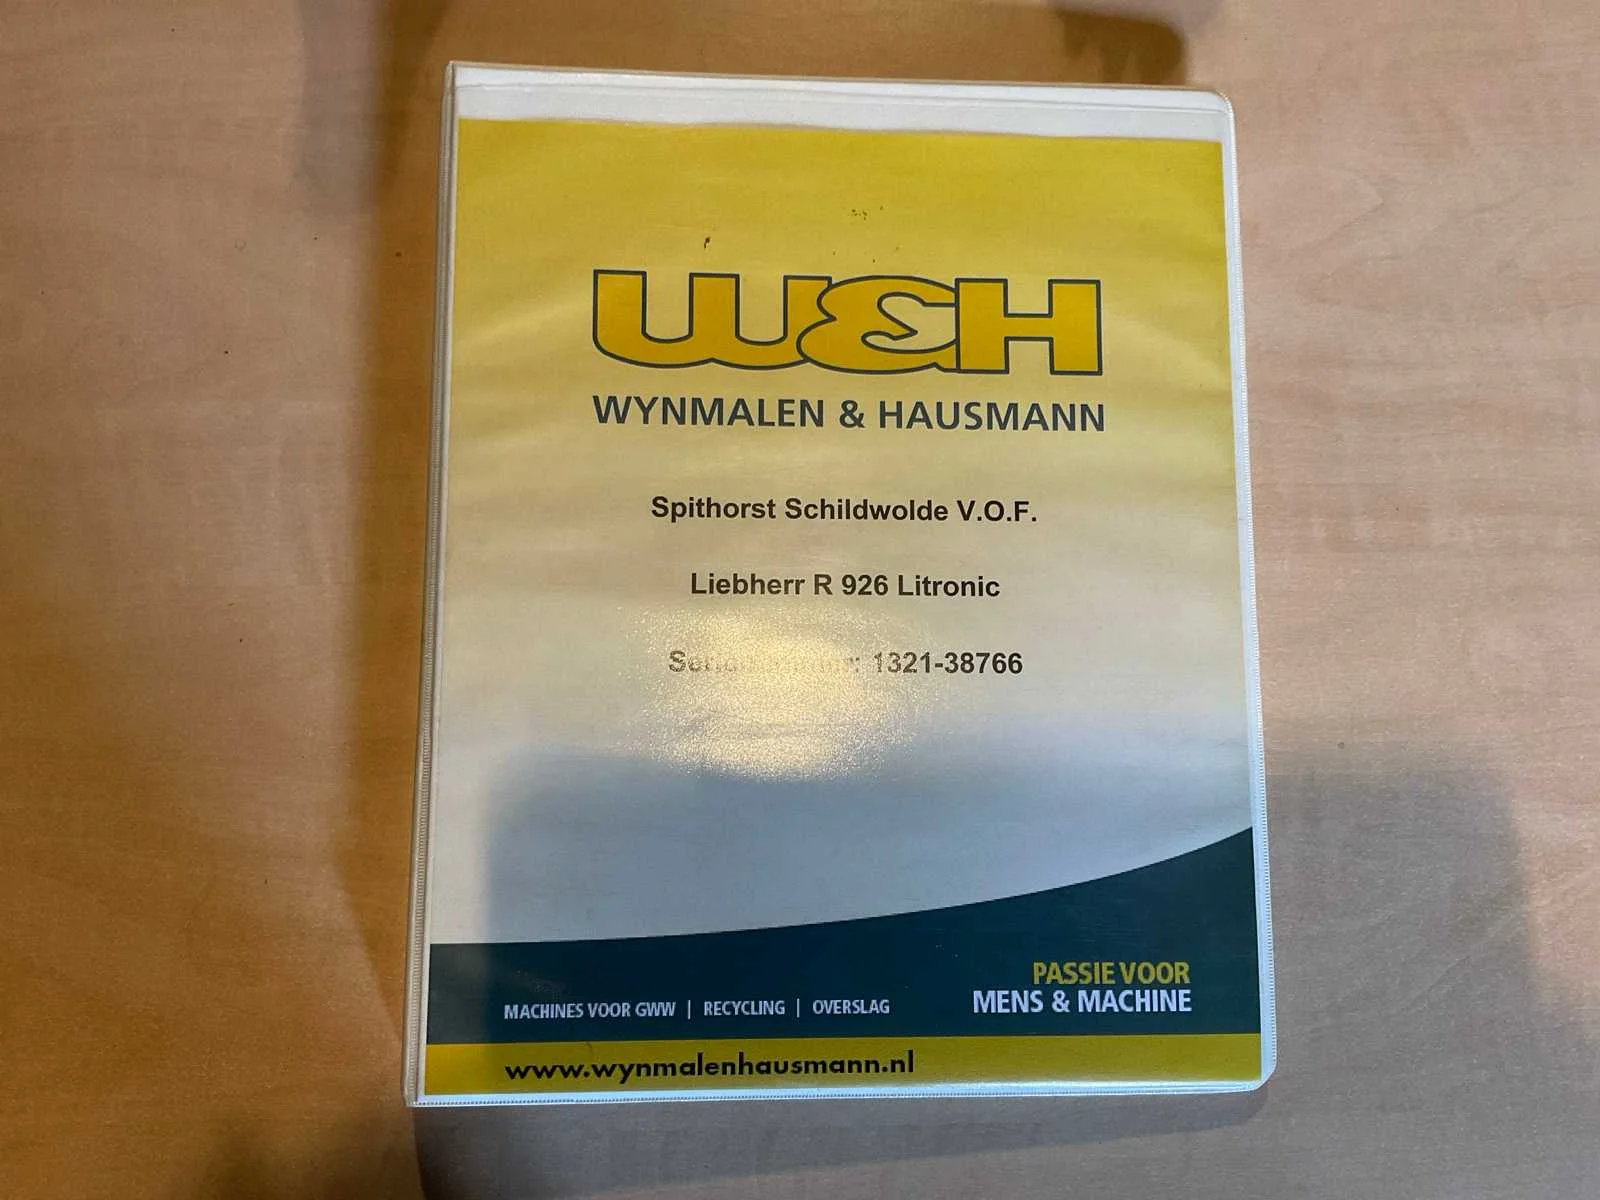 W&H
WYNMALEN & HAUSMANN
Spithorst Schildwolde V.O.F.
Liebherr R 926 Litronic
1321-38766
PASSIE VOOR
MENS & MACHINE
MACHINES VOOR GWW | RECYCLING | OVERSLAG
www.wynmalenhausmann.nl